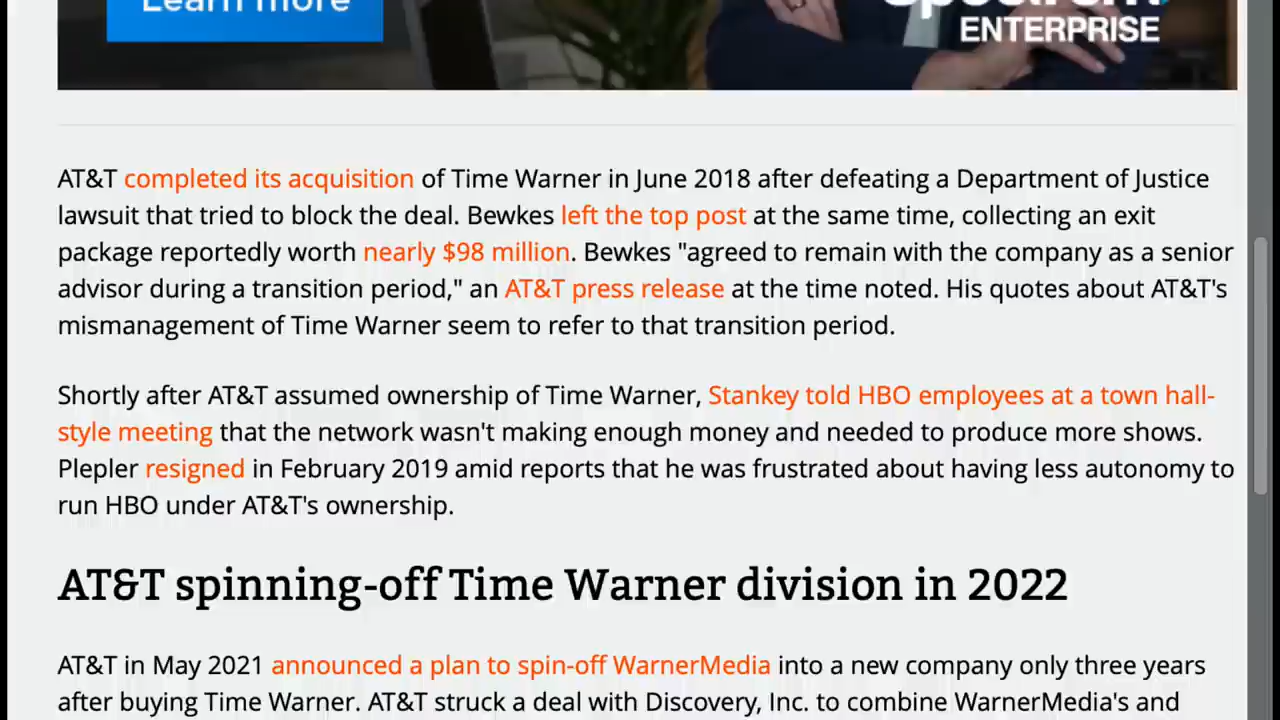 Learn more
Spectrum
ENTERPRISE
AT&T completed its acquisition of Time Warner in June 2018 after defeating a Department of Justice
lawsuit that tried to block the deal. Bewkes left the top post at the same time, collecting an exit
package reportedly worth nearly $98 million. Bewkes "agreed to remain with the company as a senior
advisor during a transition period," an AT&T press release at the time noted. His quotes about AT&T's
mismanagement of Time Warner seem to refer to that transition period.
Shortly after AT&T assumed ownership of Time Warner, Stankey told HBO employees at a town hall-
style meeting that the network wasn't making enough money and needed to produce more shows.
Plepler resigned in February 2019 amid reports that he was frustrated about having less autonomy to
run HBO under AT&T's ownership.
AT&T spinning-off Time Warner division in 2022
AT&T in May 2021 announced a plan to spin-off WarnerMedia into a new company only three years
after buying Time Warner. AT&T struck a deal with Discovery, Inc. to combine WarnerMedia's and